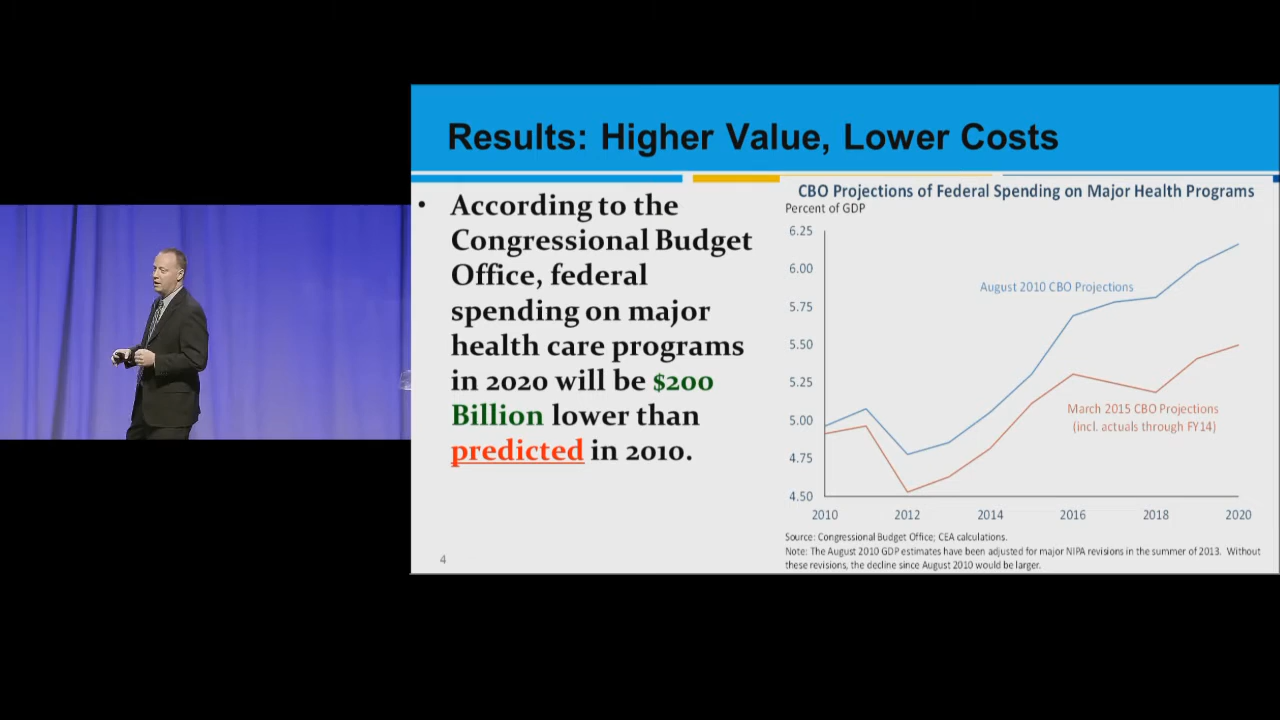 Results: Higher Value, Lower Costs
• According to the
Congressional Budget
Office, federal
spending on major
health care programs
in 2020 will be $200
Billion lower than
predicted in 2010.
4
CBO Projections of Federal Spending on Major Health Programs
Percent of GDP
6.25
6.00
5.75
5.50
5.25
5.00
4.75
4.50
August 2010 CBO Projections
March 2015 CBO Projections
(incl. actuals through FY14)
2010 2012 2014 2016 2018 2020
Source: Congressional Budget Office; CEA calculations.
Note: The August 2010 GDP estimates have been adjusted for major NIPA revisions in the summer of 2013. Without
these revisions, the decline since August 2010 would be larger.